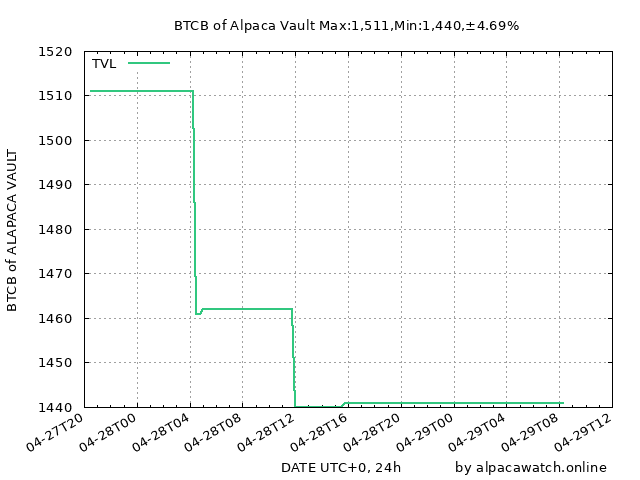 BTCB of Alpaca Vault Max:1,511,Min:1,440,±4.69%
TVL
1520
1510
1500
1490
1480
1470
1460
1450
1440
BTCB of ALAPACA VAULT
04-27T20
04-28T00
04-28T04
04-28T08
04-28T12
04-28T16
04-28T20
04-29T00
04-29T04
04-29T08
04-29T12
DATE UTC+0, 24h
by alpacawatch.online